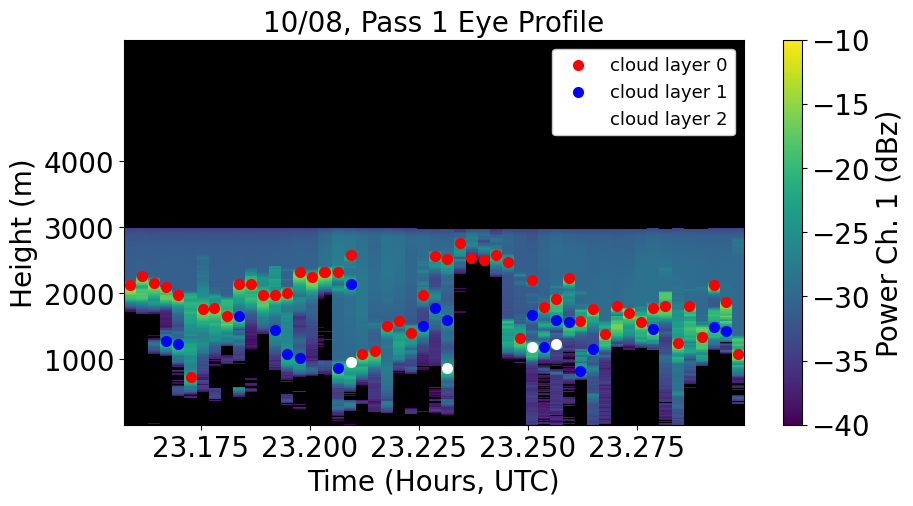 10/08, Pass 1 Eye Profile
cloud layer 0
cloud layer 1
cloud layer 2
Height (m)
4000
3000
2000
1000
23.175 23.200 23.225 23.250 23.275
Time (Hours, UTC)
−10
−15
−20
−25
−30
−35
−40
Power Ch. 1 (dBz)